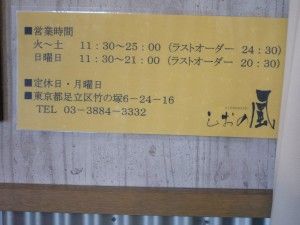 ■営業時間
火～土　11：30～25：00（ラストオーダー 24：30）
日曜日　11：30～21：00（ラストオーダー 20：30）
■定休日・月曜日
■東京都足立区竹の塚6－24－16
TEL 03－3884－3332
しおの風